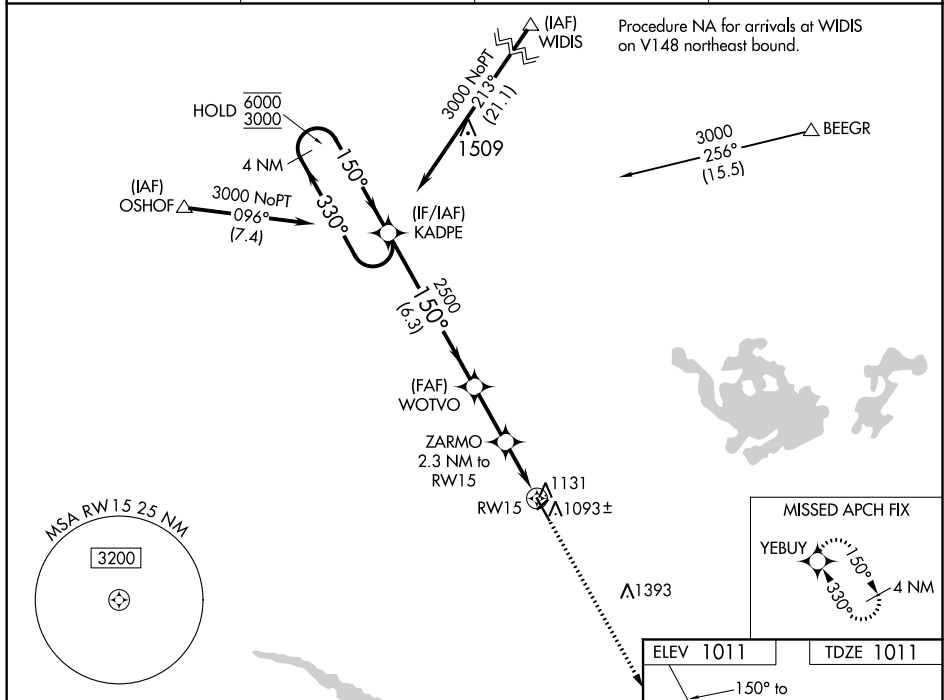 (IAF)
WIDIS
Procedure NA for arrivals at WIDIS
on V148 northeast bound.
3000 NoPT
213°
(21.1)
HOLD 6000
3000
4 NM
150°
330°
1509
3000
256°
(15.5)
BEEGR
(IAF)
OSHOF
3000 NoPT
096°
(7.4)
(IF/IAF)
KADPE
2500
150°
(6.3)
(FAF)
WOTVO
ZARMO
2.3 NM to
RW15
RW15
1131
1093±
1393
MSA RW15 25 NM
3200
MISSED APCH FIX
YEBUY
150°
330°
4 NM
ELEV 1011
TDZE 1011
150° to